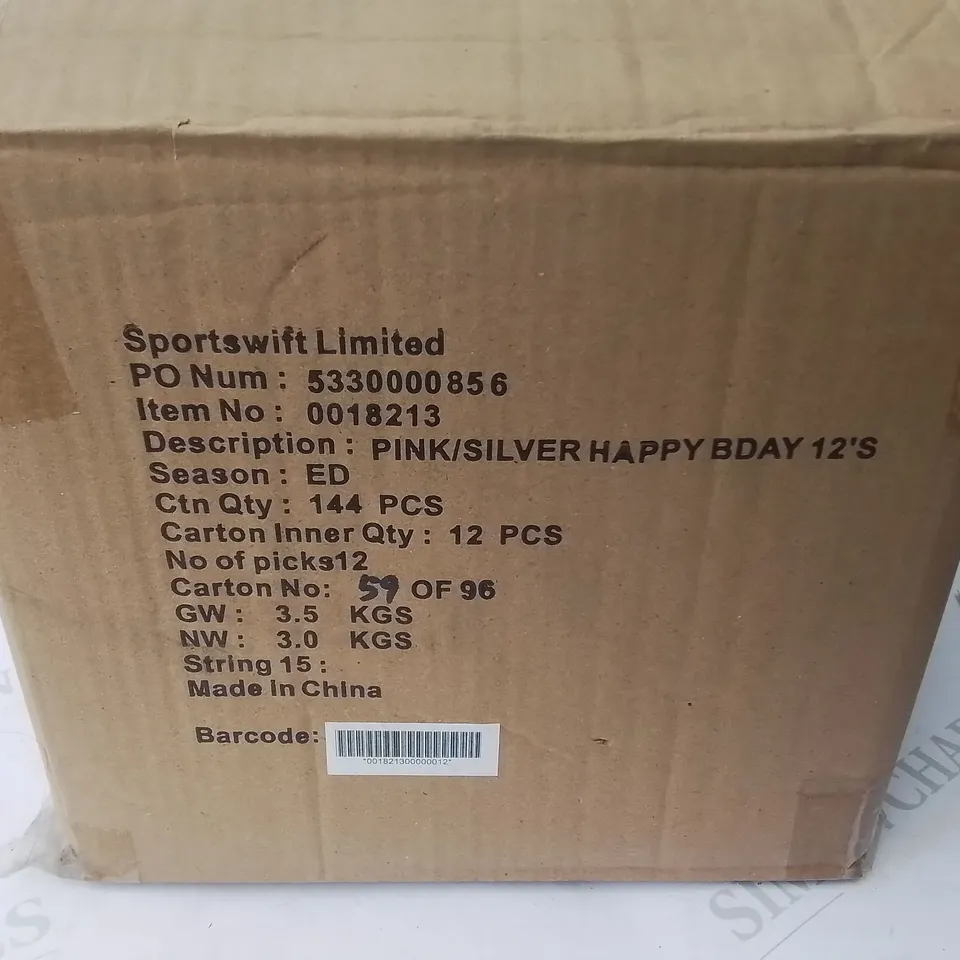 Sportswift Limited
PO Num : 5330000856
Item No : 0018213
Description : PINK/SILVER HAPPY BDAY 12'S
Season : ED
Ctn Qty : 144 PCS
Carton Inner Qty : 12 PCS
No of picks12
Carton No: 59 OF 96
GW : 3.5 KGS
NW : 3.0 KGS
String 15 :
Made in China
Barcode:
*001821300000012*